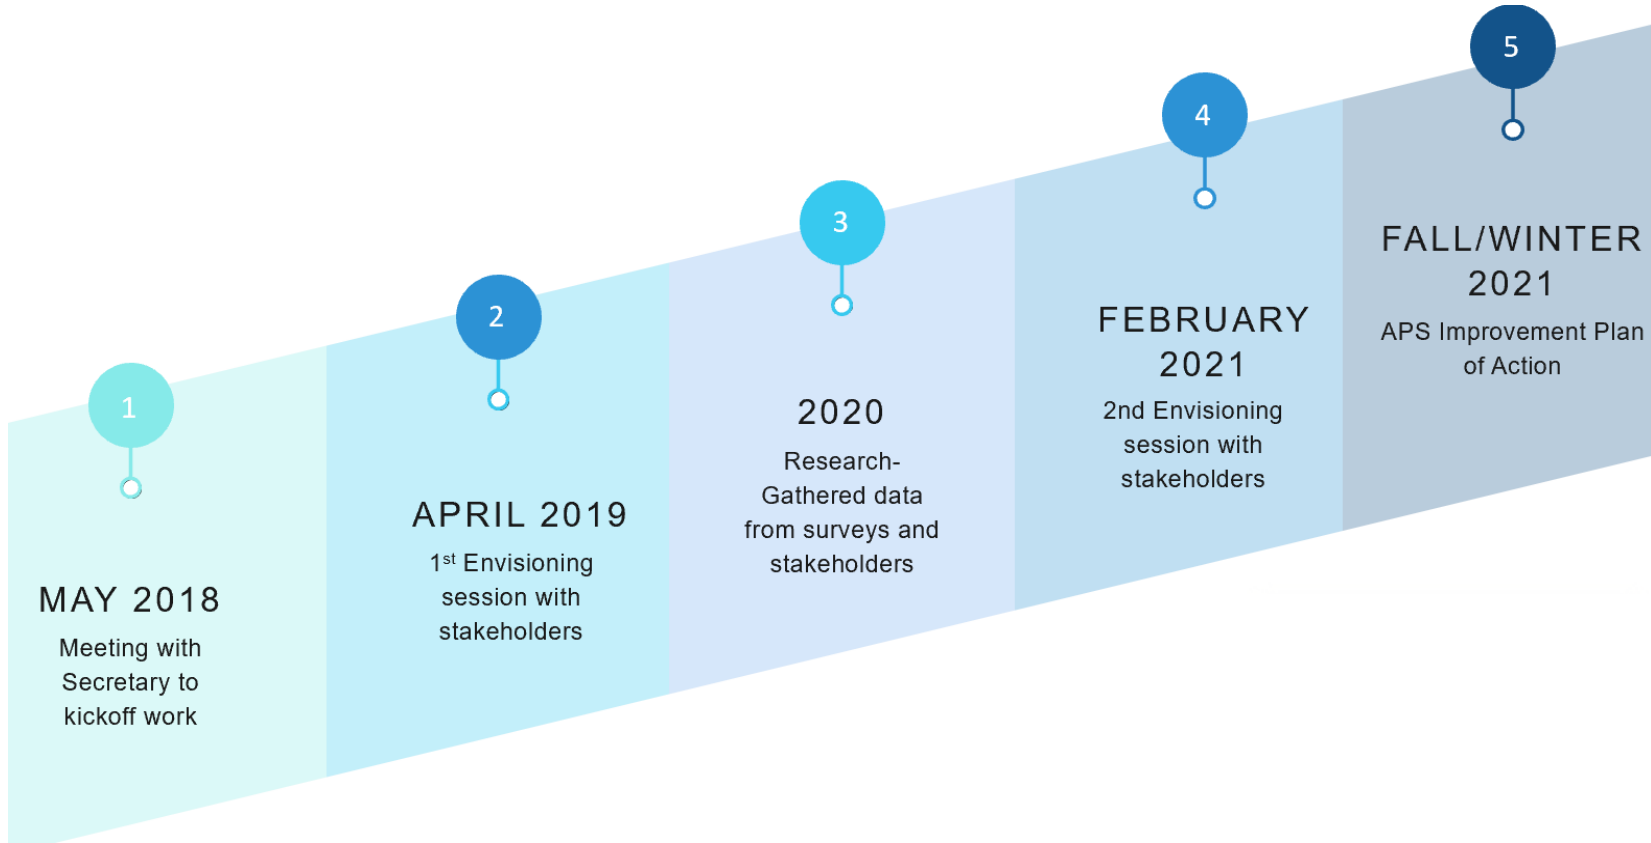 1
MAY 2018
Meeting with
Secretary to
kickoff work
2
APRIL 2019
1st Envisioning
session with
stakeholders
3
2020
Research-
Gathered data
from surveys and
stakeholders
4
FEBRUARY
2021
2nd Envisioning
session with
stakeholders
5
FALL/WINTER
2021
APS Improvement Plan
of Action